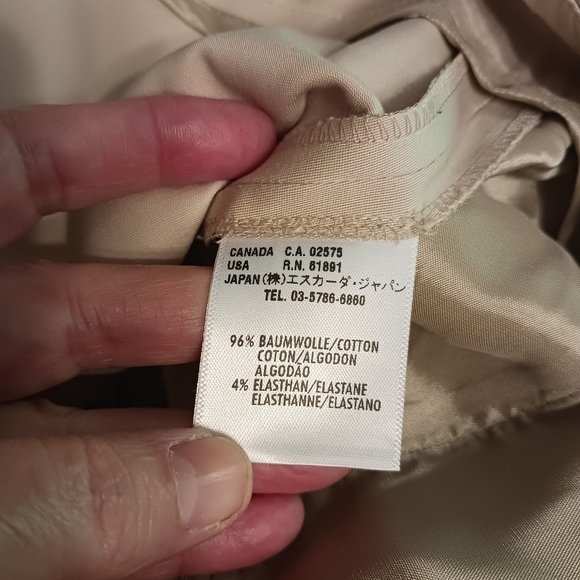 CANADA C.A. 02575
USA R.N. 61891
JAPAN (株)エスカーダ・ジャパン
TEL. 03-5786-6860
96% BAUMWOLLE/COTTON
COTON/ALGODON
ALGODÃO
4% ELASTHAN/ELASTANE
ELASTHANNE/ELASTANO